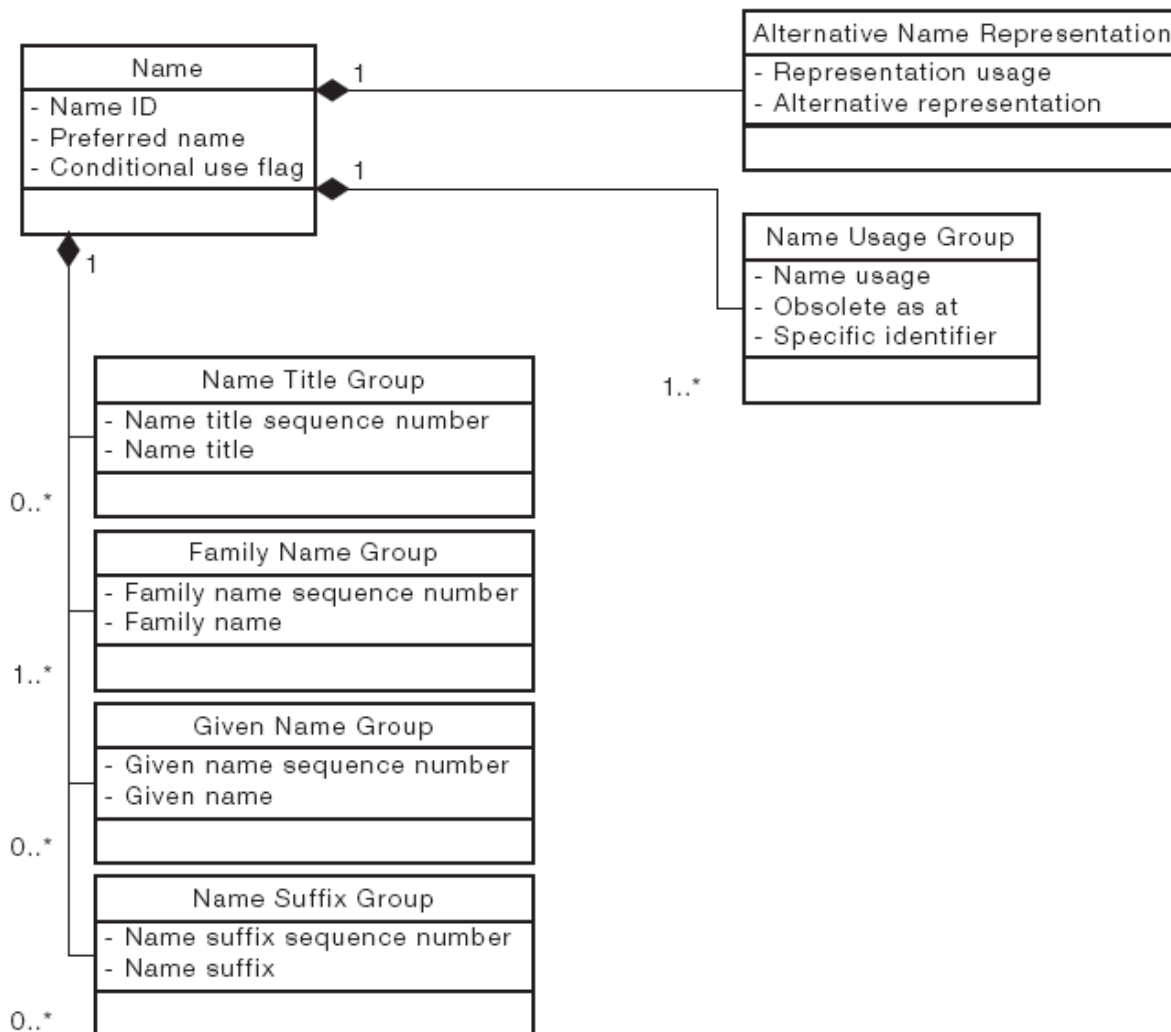 Name
- Name ID
- Preferred name
- Conditional use flag
1
1
1
Alternative Name Representation
- Representation usage
- Alternative representation
Name Usage Group
- Name usage
- Obsolete as at
- Specific identifier
1..*
Name Title Group
- Name title sequence number
- Name title
0..*
Family Name Group
- Family name sequence number
- Family name
1..*
Given Name Group
- Given name sequence number
- Given name
0..*
Name Suffix Group
- Name suffix sequence number
- Name suffix
0..*